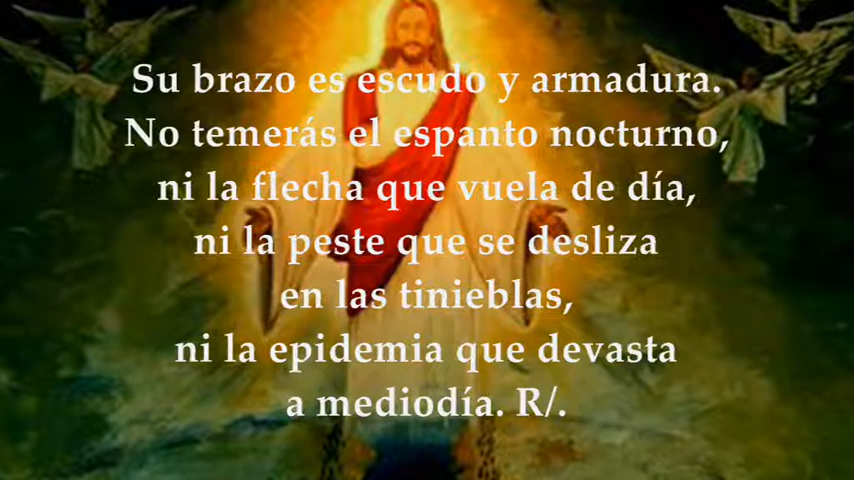 Su brazo es escudo y armadura.
No temerás el espanto nocturno,
ni la flecha que vuela de día,
ni la peste que se desliza
en las tinieblas,
ni la epidemia que devasta
a mediodía. R/.